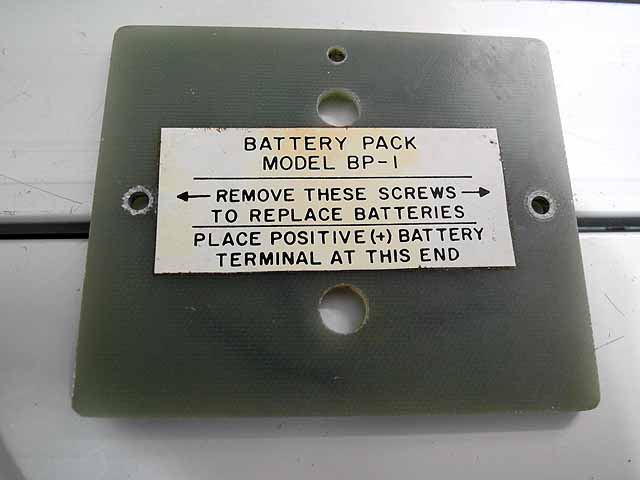 BATTERY PACK
MODEL BP-1
← REMOVE THESE SCREWS →
TO REPLACE BATTERIES
PLACE POSITIVE (+) BATTERY
TERMINAL AT THIS END